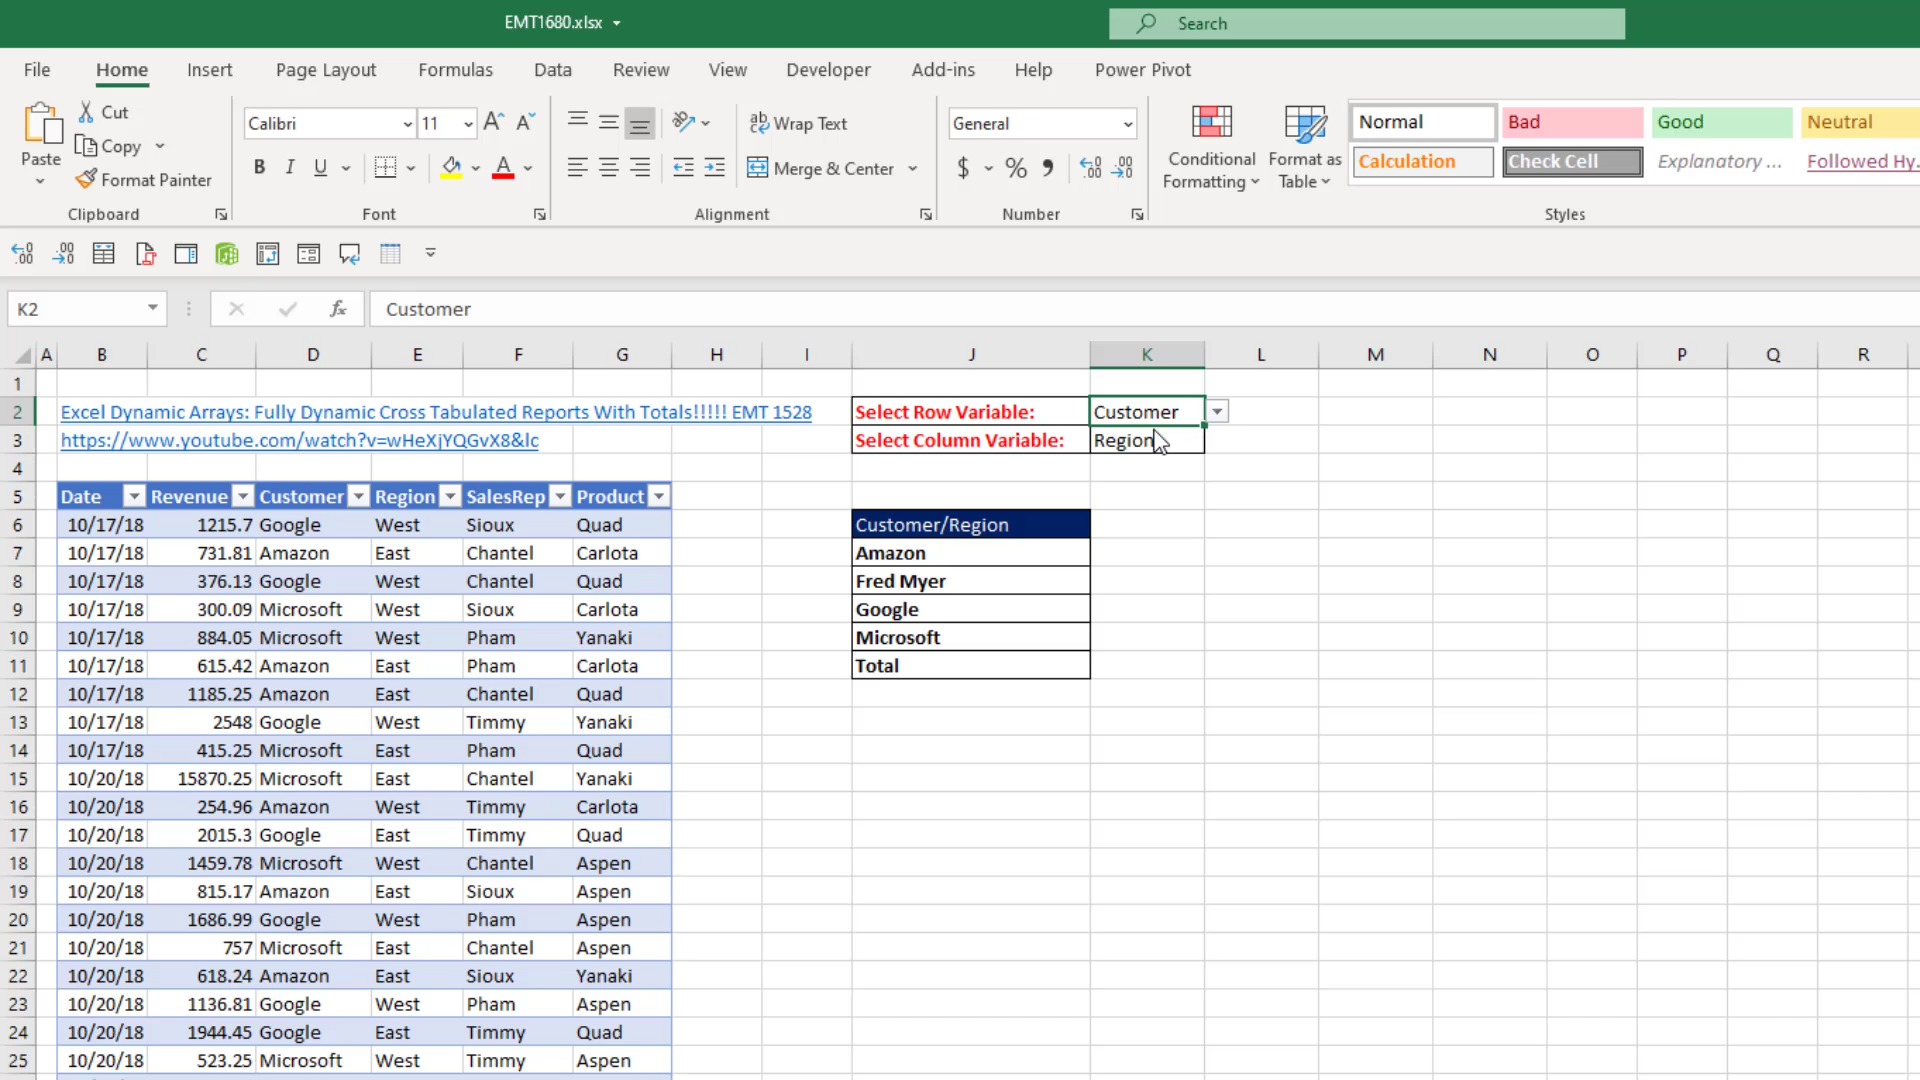 EMT1680.xlsx
Search
File Home Insert Page Layout Formulas Data Review View Developer Add-ins Help Power Pivot
Paste Cut Copy Format Painter Clipboard
Calibri 11 B I U A Font
Wrap Text Merge & Center Alignment
General $ % Number
Conditional Formatting Format as Table
Normal Bad Good Neutral
Calculation Check Cell Explanatory ... Followed Hy...
Styles
K2 fx Customer
A B C D E F G H I J K L M N O P Q R
1
2 Excel Dynamic Arrays: Fully Dynamic Cross Tabulated Reports With Totals!!!!! EMT 1528 Select Row Variable: Customer
3 https://www.youtube.com/watch?v=wHeXjYQGvX8&lc Select Column Variable: Region
4
5 Date Revenue Customer Region SalesRep Product
6 10/17/18 1215.7 Google West Sioux Quad Customer/Region
7 10/17/18 731.81 Amazon East Chantel Carlota Amazon
8 10/17/18 376.13 Google West Chantel Quad Fred Myer
9 10/17/18 300.09 Microsoft West Sioux Carlota Google
10 10/17/18 884.05 Microsoft West Pham Yanaki Microsoft
11 10/17/18 615.42 Amazon East Pham Carlota Total
12 10/17/18 1185.25 Amazon East Chantel Quad
13 10/17/18 2548 Google West Timmy Yanaki
14 10/17/18 415.25 Microsoft East Pham Quad
15 10/20/18 15870.25 Microsoft East Chantel Yanaki
16 10/20/18 254.96 Amazon West Timmy Carlota
17 10/20/18 2015.3 Google East Timmy Quad
18 10/20/18 1459.78 Microsoft West Chantel Aspen
19 10/20/18 815.17 Amazon East Sioux Aspen
20 10/20/18 1686.99 Google West Pham Aspen
21 10/20/18 757 Microsoft East Chantel Aspen
22 10/20/18 618.24 Amazon East Sioux Yanaki
23 10/20/18 1136.81 Google West Pham Aspen
24 10/20/18 1944.45 Google East Timmy Quad
25 10/20/18 523.25 Microsoft West Timmy Aspen